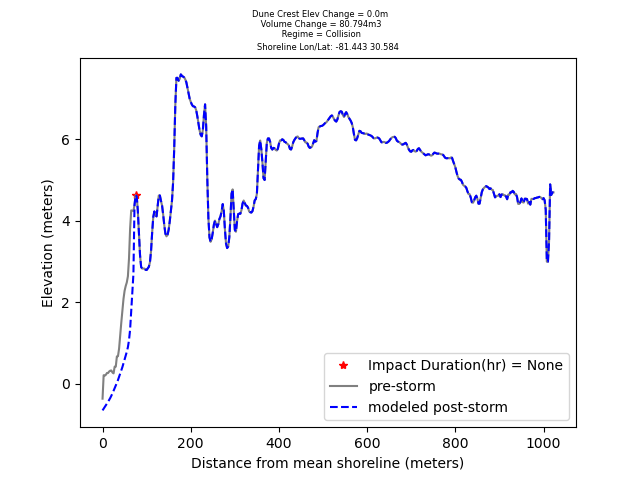 Dune Crest Elev Change = 0.0m
Volume Change = 80.794m3
Regime = Collision
Shoreline Lon/Lat: -81.443 30.584
6
4
2
0
Elevation (meters)
Impact Duration(hr) = None
pre-storm
modeled post-storm
0 200 400 600 800 1000
Distance from mean shoreline (meters)